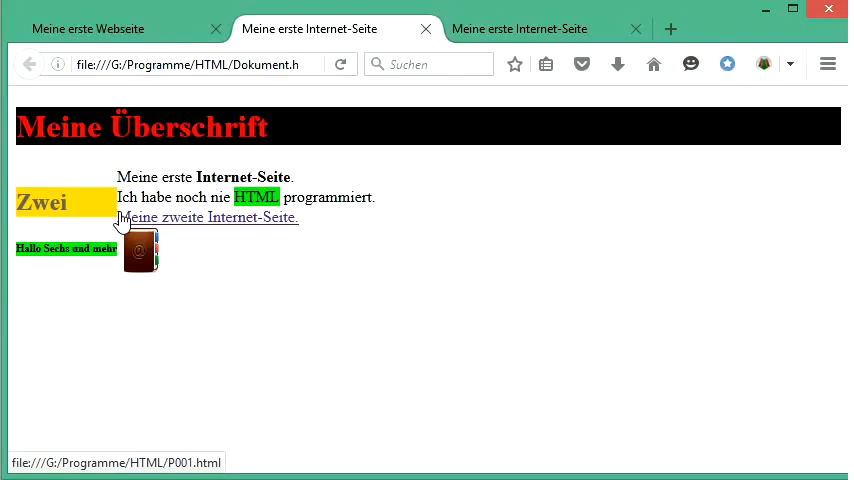 Meine erste Webseite
Meine erste Internet-Seite
Meine erste Internet-Seite
file:///G:/Programme/HTML/Dokument.h
Suchen
Meine Überschrift
Meine erste Internet-Seite.
Ich habe noch nie HTML programmiert.
Meine zweite Internet-Seite.
Zwei
Hallo Sechs und mehr
@
file:///G:/Programme/HTML/P001.html